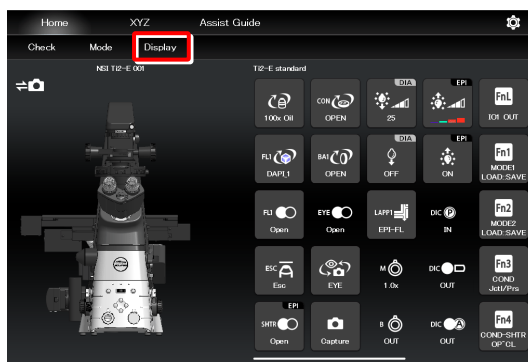 Home XYZ Assist Guide
Check Mode Display
NSI Ti2-E 001
Ti2-E standard
100x Oil
CON OPEN
DIA 25
EPI
FnL IO1 OUT
FL1 DAPI_1
BA1 OPEN
DIA OFF
EPI ON
Fn1 MODE1 LOAD:SAVE
FL1 Open
EYE Open
LAPP1 EPI-FL
DIC P IN
Fn2 MODE2 LOAD:SAVE
ESC Esc
EYE
M 1.0x
DIC OUT
Fn3 COND Jctl/Prs
EPI SHTR Open
Capture
B OUT
DIC A OUT
Fn4 COND-SHTR OP~CL